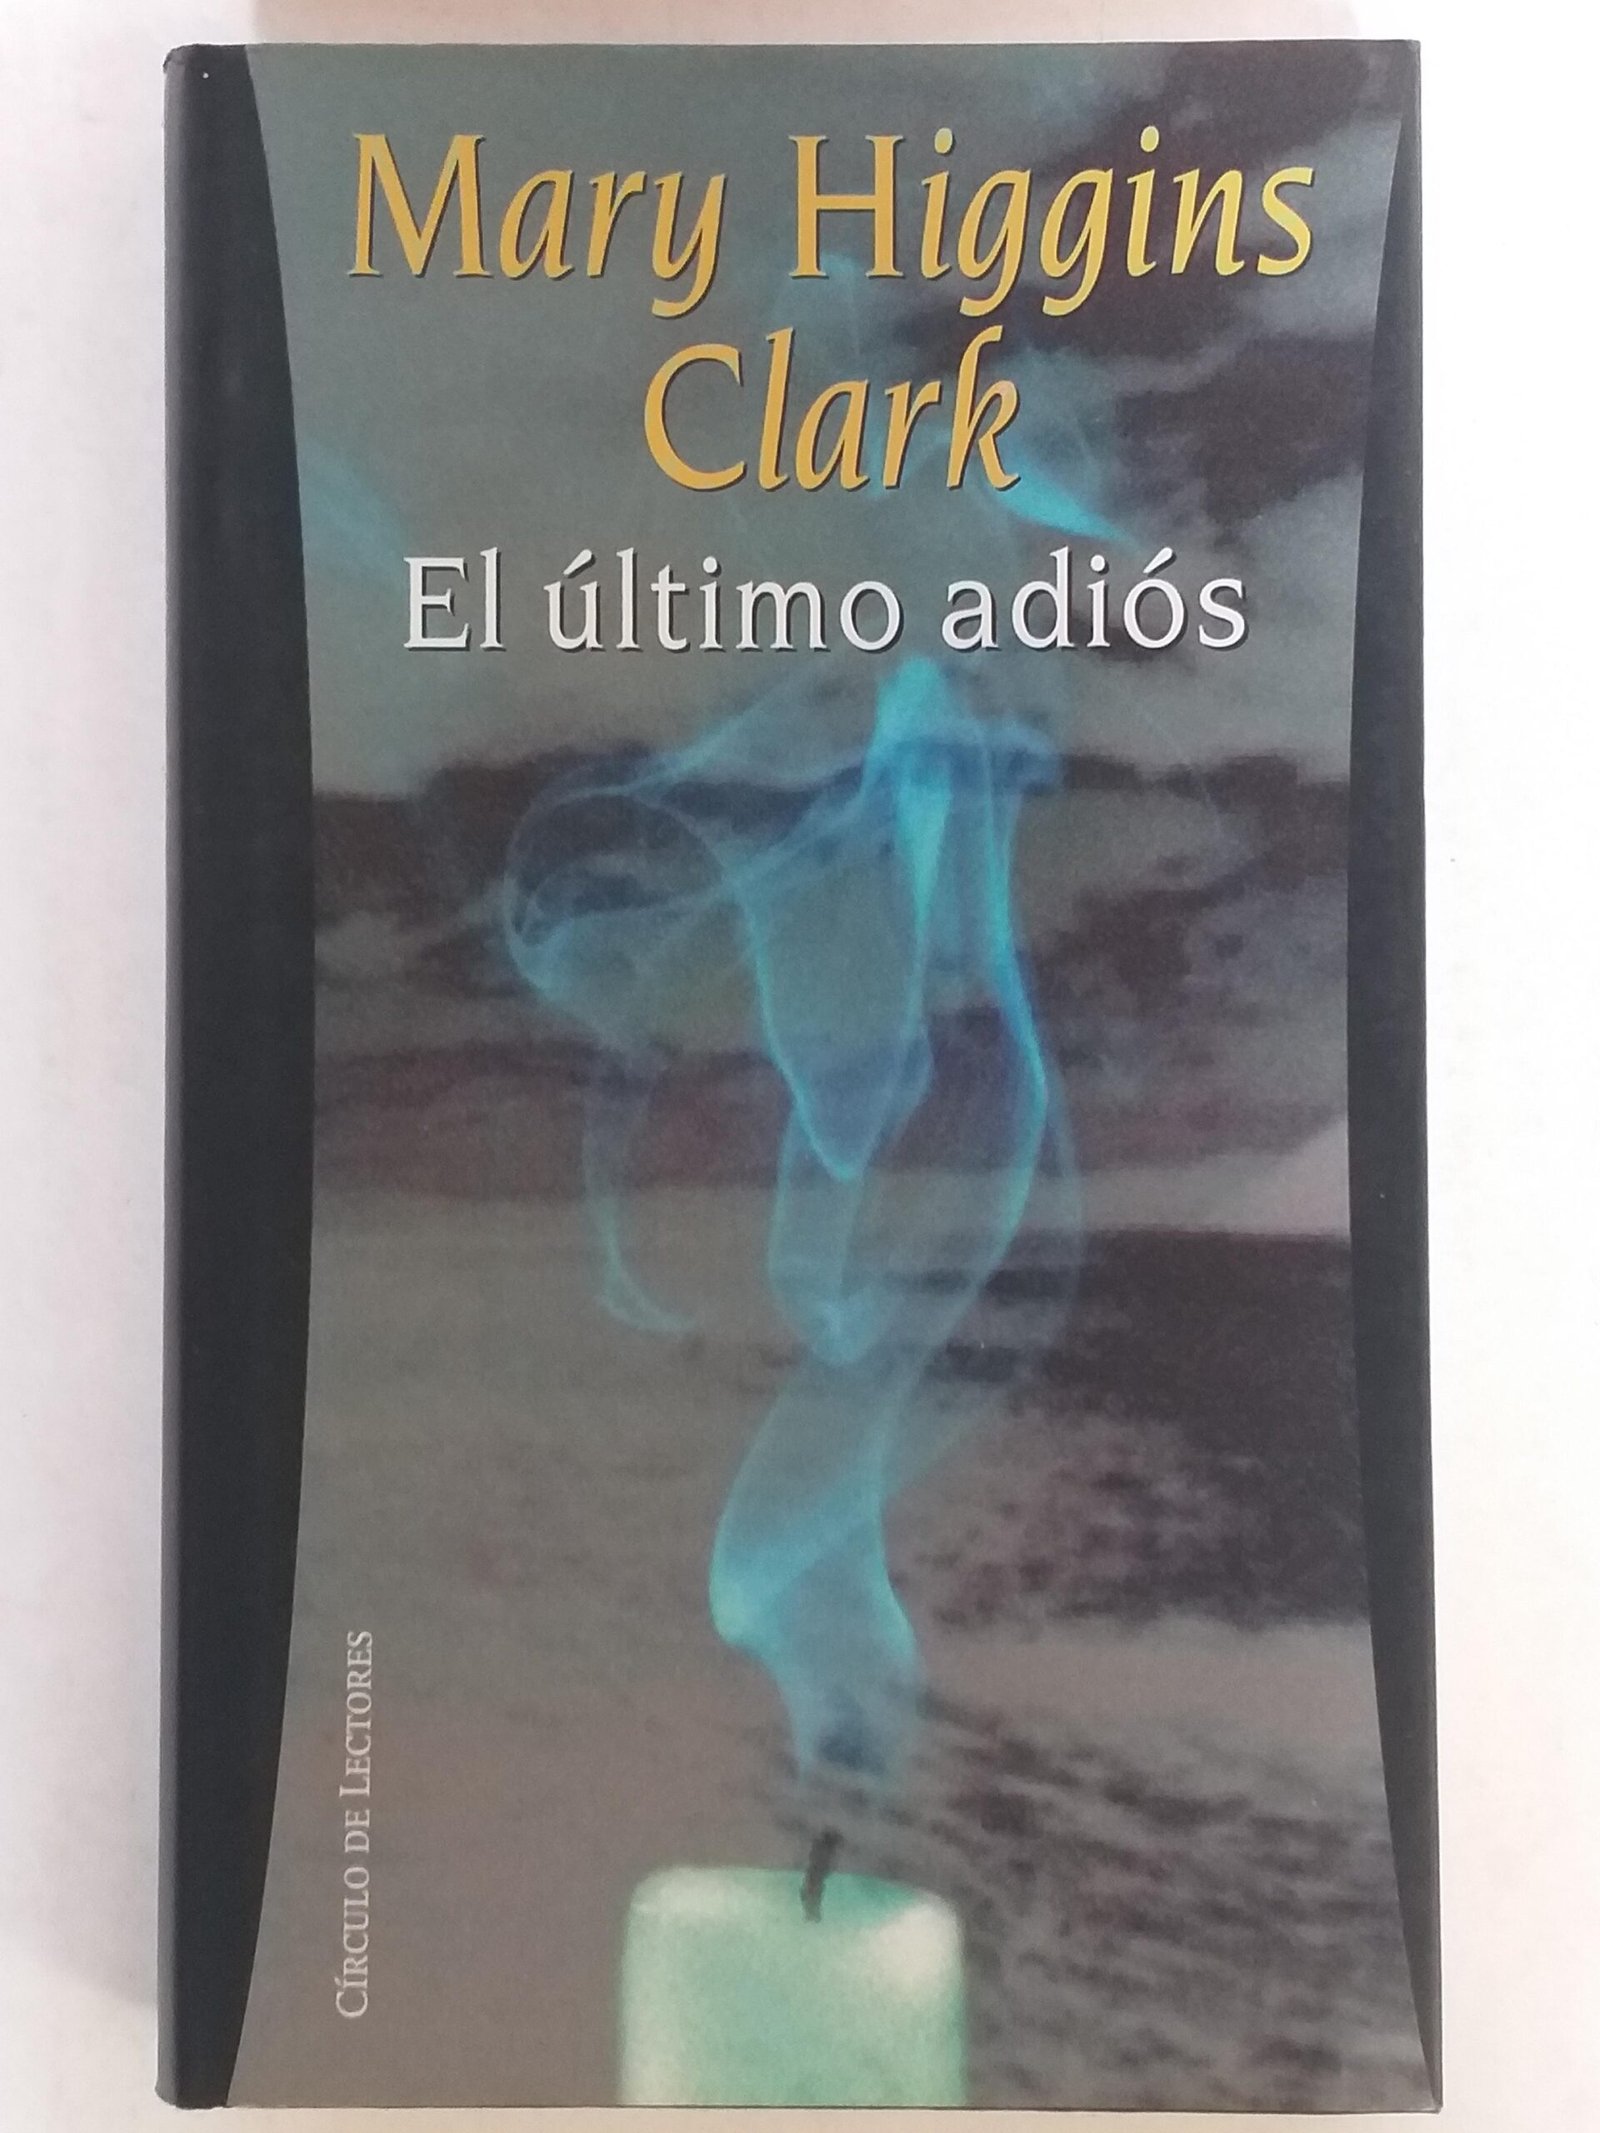 Mary Higgins
Clark
El último adiós
CÍRCULO DE LECTORES